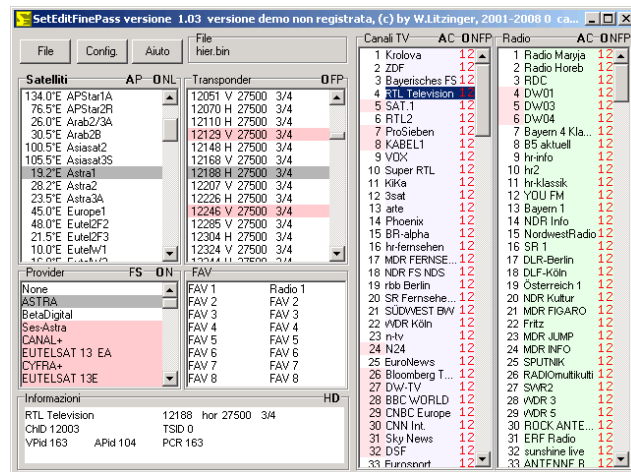 SetEditFinePass versione 1.03 versione demo non registrata, (c) by W.Litzinger, 2001-2008 0 ca...
File Config. Aiuto
File
hier.bin
Satelliti AP ONL
134.0°E APStar1A
76.5°E APStar2R
26.0°E Arab2/3A
30.5°E Arab2B
100.5°E Asiasat2
105.5°E Asiasat3S
19.2°E Astra1
28.2°E Astra2
23.5°E Astra3A
45.0°E Europe1
48.0°E Eutel2F2
21.5°E Eutel2F3
10.0°E EutelW1
16.0°E EutelW2
Transponder OFP
12051 V 27500 3/4
12070 H 27500 3/4
12110 H 27500 3/4
12129 V 27500 3/4
12148 H 27500 3/4
12168 V 27500 3/4
12188 H 27500 3/4
12207 V 27500 3/4
12226 H 27500 3/4
12246 V 27500 3/4
12285 V 27500 3/4
12304 H 27500 3/4
12324 V 27500 3/4
12344 H 27500 3/4
Provider FS ON
None
ASTRA
BetaDigital
Ses-Astra
CANAL+
EUTELSAT 13 EA
CYFRA+
EUTELSAT 13E
FAV
FAV 1 Radio 1
FAV 2 FAV 2
FAV 3 FAV 3
FAV 4 FAV 4
FAV 5 FAV 5
FAV 6 FAV 6
FAV 7 FAV 7
FAV 8 FAV 8
Informazioni HD
RTL Television 12188 hor 27500 3/4
ChID 12003 TSID 0
VPid 163 APid 104 PCR 163
Canali TV AC ONFP
1 Krolova 12
2 ZDF 12
3 Bayerisches FS 12
4 RTL Television 12
5 SAT.1 12
6 RTL2 12
7 ProSieben 12
8 KABEL1 12
9 VOX 12
10 Super RTL 12
11 KiKa 12
12 3sat 12
13 arte 12
14 Phoenix 12
15 BR-alpha 12
16 hr-fernsehen 12
17 MDR FERNSE... 12
18 NDR FS NDS 12
19 rbb Berlin 12
20 SR Fernsehe... 12
21 SÜDWEST BW 12
22 WDR Köln 12
23 n-tv 12
24 N24 12
25 EuroNews 12
26 Bloomberg T... 12
27 DW-TV 12
28 BBC WORLD 12
29 CNBC Europe 12
30 CNN Int. 12
31 Sky News 12
32 DSF 12
33 Eurosport 12
Radio AC ONFP
1 Radio Maryja 12
2 Radio Horeb 12
3 RDC 12
4 DW01 12
5 DW03 12
6 DW04 12
7 Bayern 4 Kla... 12
8 B5 aktuell 12
9 hr-info 12
10 hr2 12
11 hr-klassik 12
12 YOU FM 12
13 Bayern 1 12
14 NDR Info 12
15 NordwestRadio 12
16 SR 1 12
17 DLR-Berlin 12
18 DLF-Köln 12
19 Österreich 1 12
20 NDR Kultur 12
21 MDR FIGARO 12
22 Fritz 12
23 MDR JUMP 12
24 MDR INFO 12
25 SPUTNIK 12
26 RADIOmultikulti 12
27 SWR2 12
28 WDR 3 12
29 WDR 5 12
30 ROCK ANTE... 12
31 ERF Radio 12
32 sunshine live 12
33 ANTENNE B 12